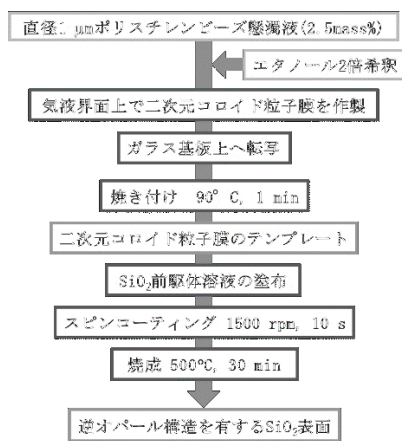 直径1 μmポリスチレンビーズ懸濁液(2.5mass%)
エタノール2倍希釈
気液界面上で二次元コロイド粒子膜を作製
ガラス基板上へ転写
焼き付け 90° C, 1 min
二次元コロイド粒子膜のテンプレート
SiO₂前駆体溶液の塗布
スピンコーティング 1500 rpm, 10 s
焼成 500℃, 30 min
逆オパール構造を有するSiO₂表面